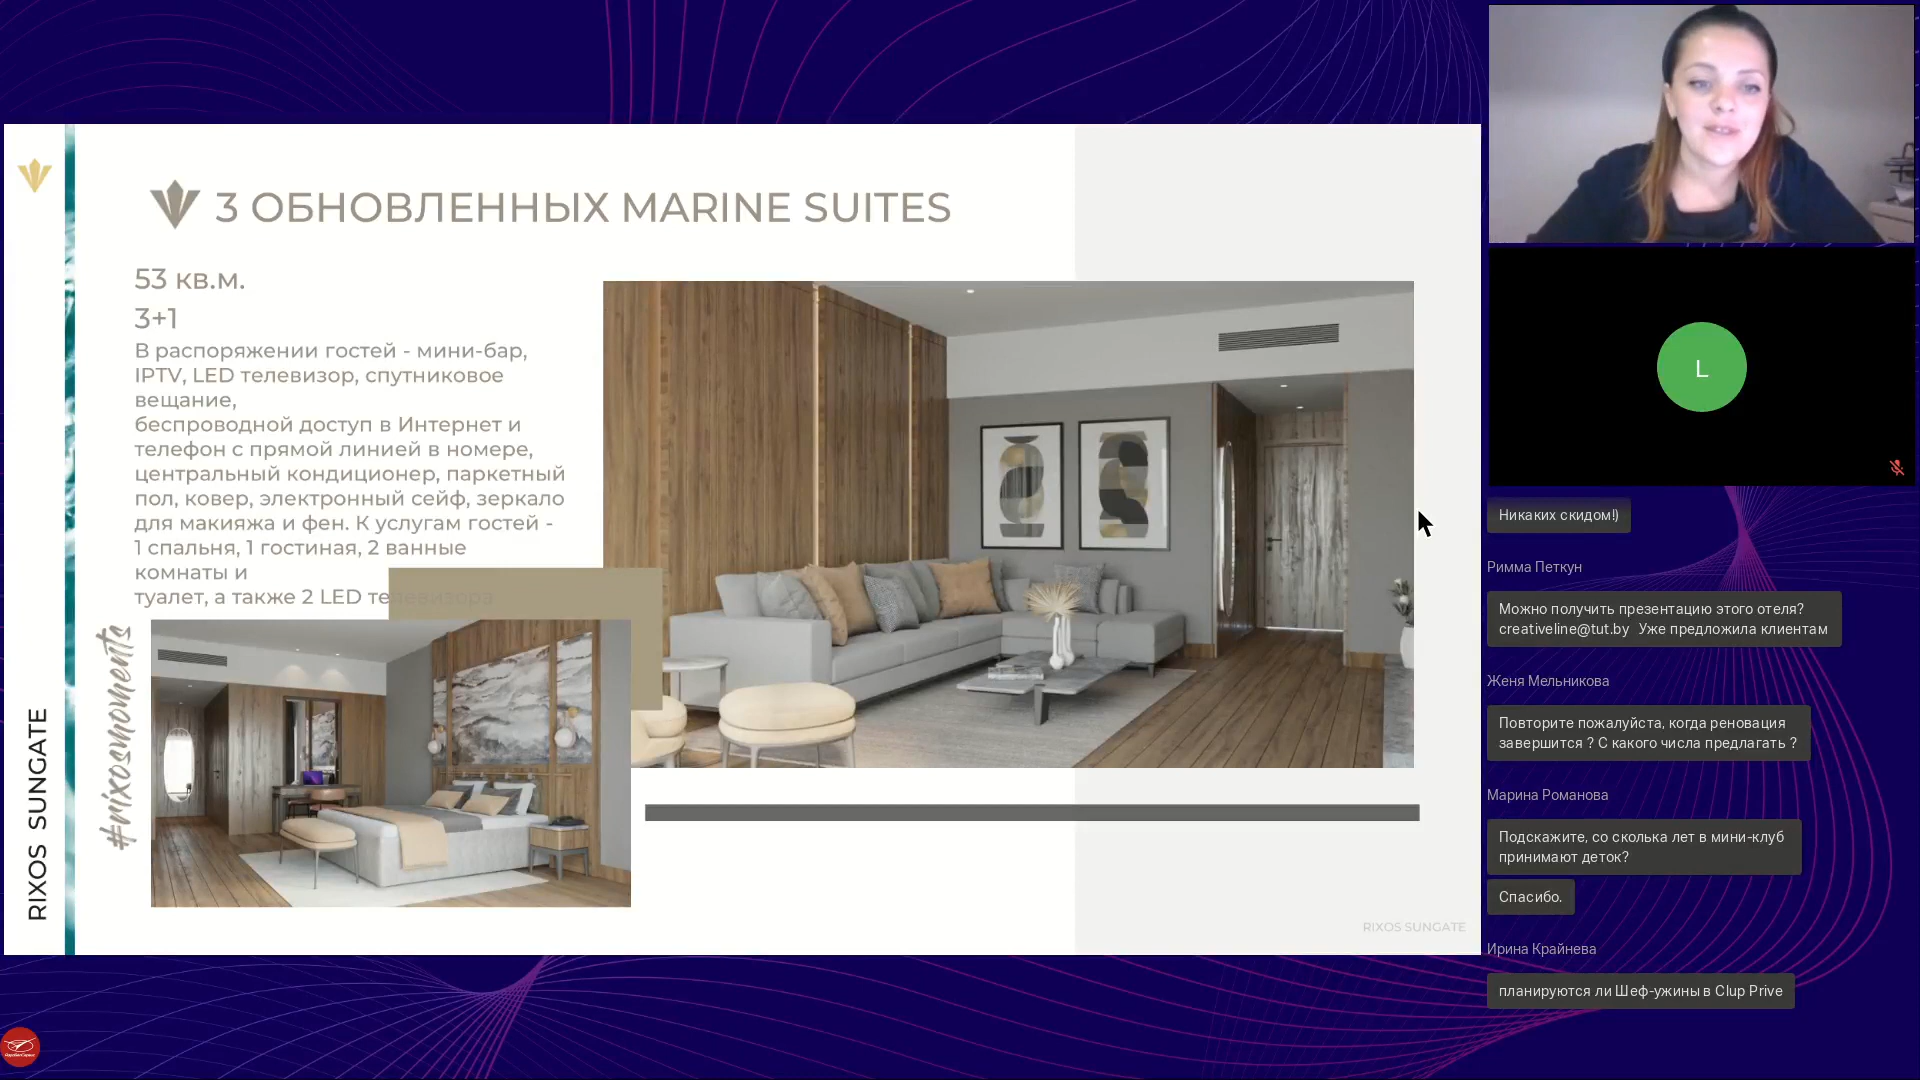 3 ОБНОВЛЕННЫХ MARINE SUITES
53 кв.м.
3+1
В распоряжении гостей - мини-бар,
IPTV, LED телевизор, спутниковое
вещание,
беспроводной доступ в Интернет и
телефон с прямой линией в номере,
центральный кондиционер, паркетный
пол, ковер, электронный сейф, зеркало
для макияжа и фен. К услугам гостей -
1 спальня, 1 гостиная, 2 ванные
комнаты и
туалет, а также 2 LED телевизора
#rixosmoments
RIXOS SUNGATE
RIXOS SUNGATE
L
Никаких скидом!)
Римма Петкун
Можно получить презентацию этого отеля?
creativeline@tut.by Уже предложила клиентам
Женя Мельникова
Повторите пожалуйста, когда реновация
завершится ? С какого числа предлагать ?
Марина Романова
Подскажите, со сколька лет в мини-клуб
принимают деток?
Спасибо.
Ирина Крайнева
планируются ли Шеф-ужины в Clup Prive